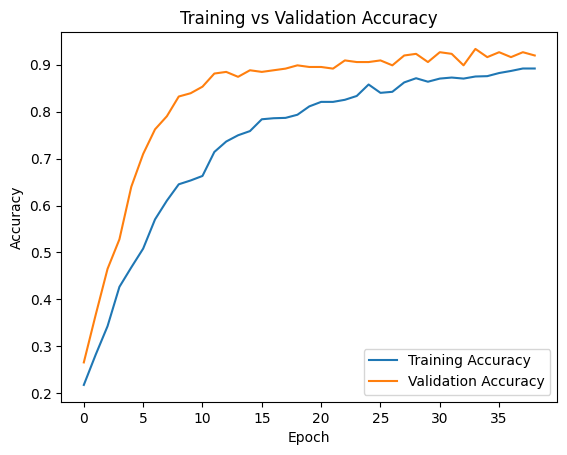 Training vs Validation Accuracy
Accuracy
0.9
0.8
0.7
0.6
0.5
0.4
0.3
0.2
Training Accuracy
Validation Accuracy
0 5 10 15 20 25 30 35
Epoch